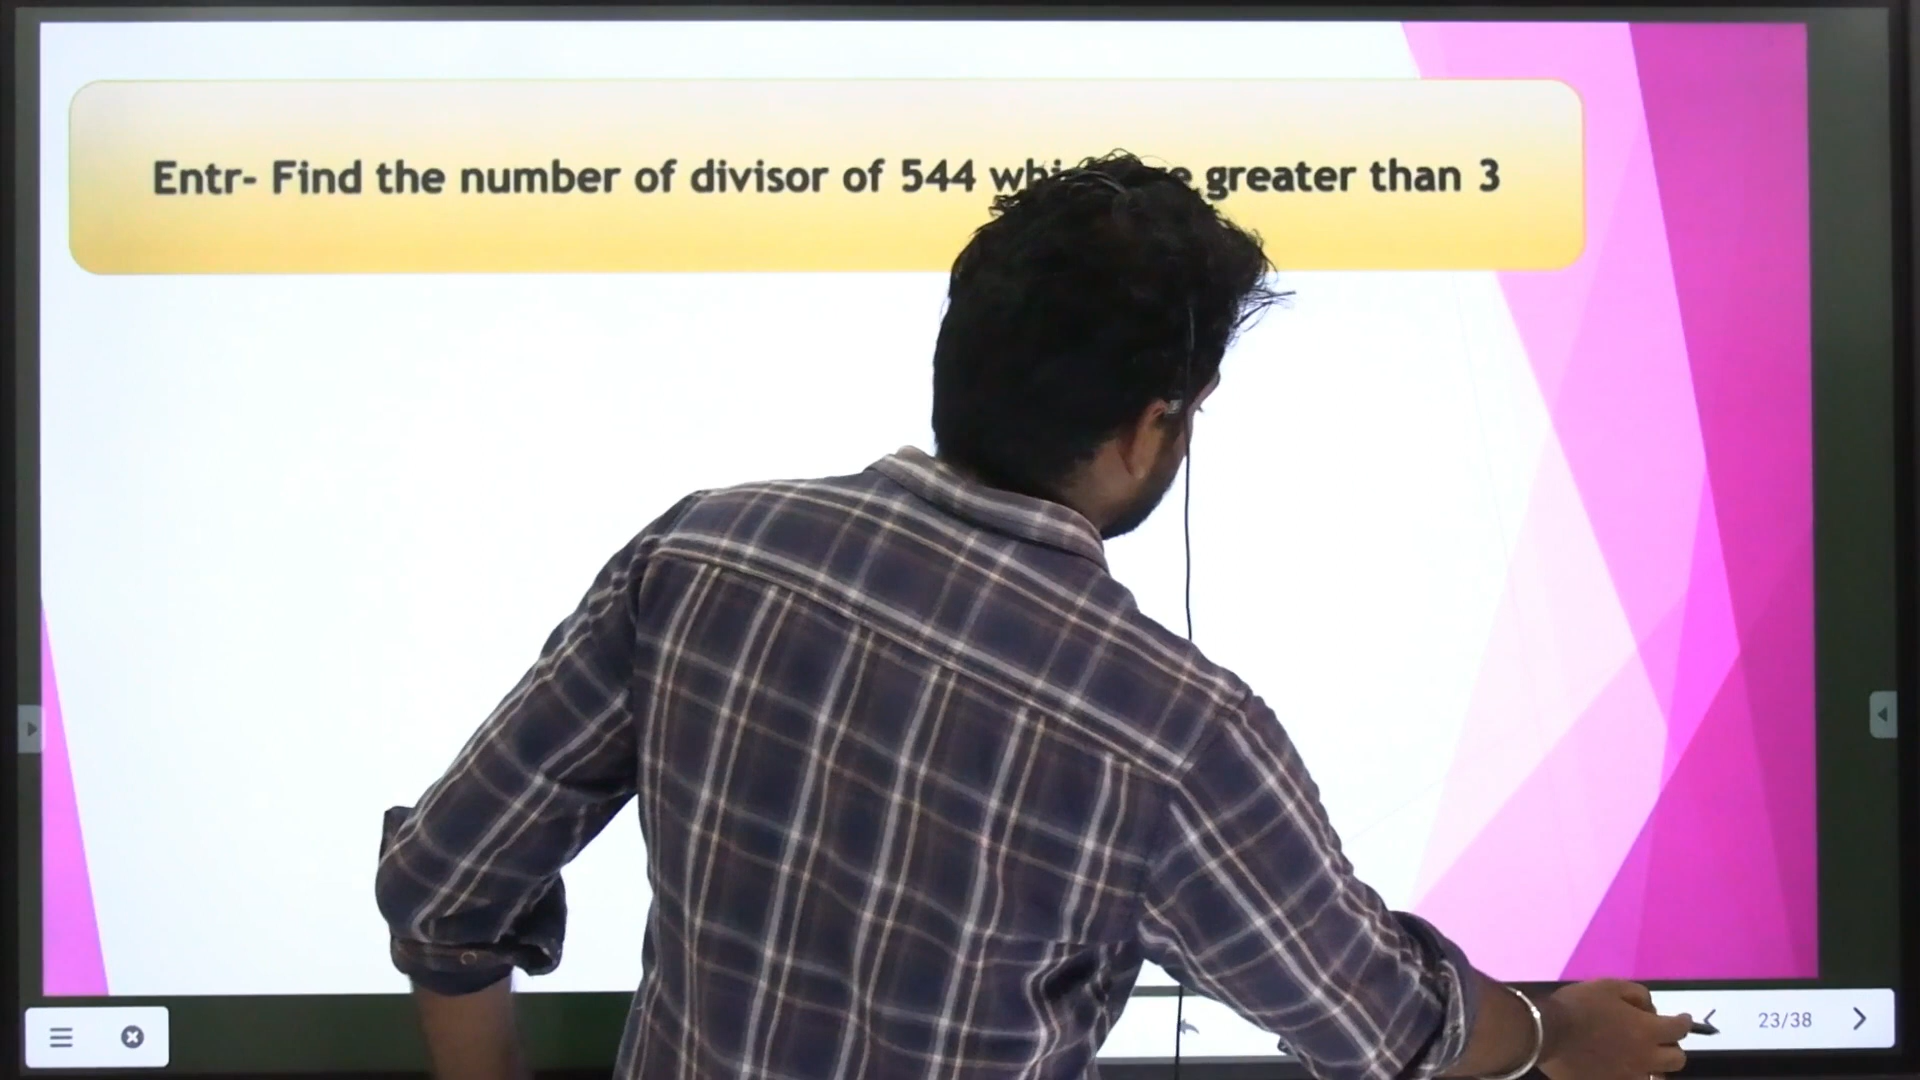 Entr- Find the number of divisor of 544 greater than 3
23/38